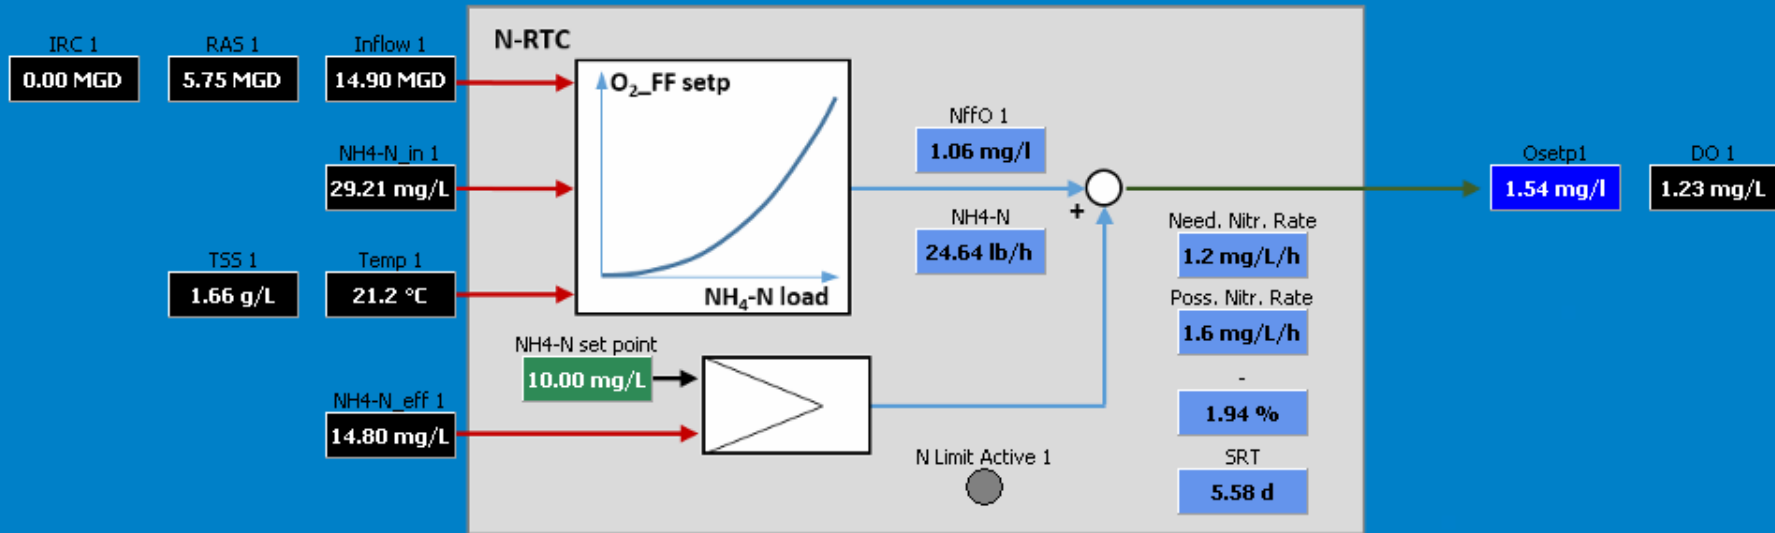 N-RTC
IRC 1
RAS 1
Inflow 1
0.00 MGD
5.75 MGD
14.90 MGD
O₂_FF setp
NffO 1
1.06 mg/l
NH4-N_in 1
29.21 mg/L
Osetp1
DO 1
1.54 mg/l
1.23 mg/L
+
NH4-N
24.64 lb/h
Need. Nitr. Rate
1.2 mg/L/h
TSS 1
Temp 1
1.66 g/L
21.2 °C
NH₄-N load
Poss. Nitr. Rate
1.6 mg/L/h
NH4-N set point
10.00 mg/L
-
1.94 %
NH4-N_eff 1
14.80 mg/L
N Limit Active 1
SRT
5.58 d